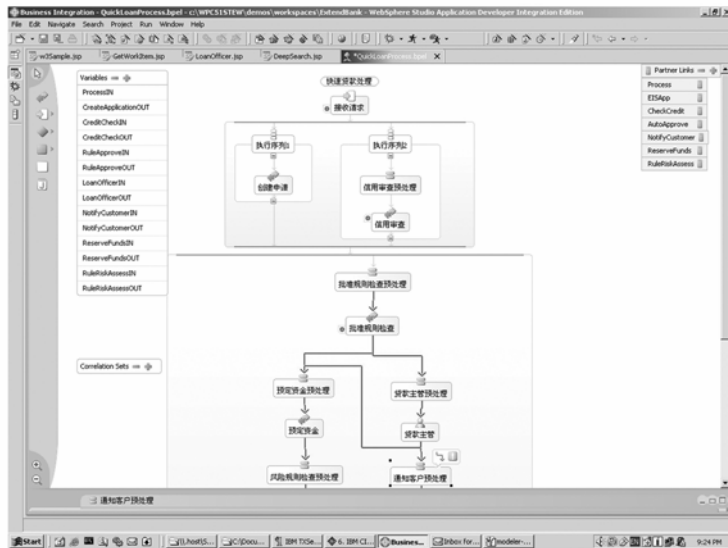 Business Integration - QuickLoanProcess.bpel - c:\WPC51STEW\demos\workspaces\ExtendBank - WebSphere Studio Application Developer Integration Edition
File Edit Navigate Search Project Run Window Help
w3Sample.jsp GetWorkItem.jsp LoanOfficer.jsp DeepSearch.jsp *QuickLoanProcess.bpel
Variables
ProcessIN
CreateApplicationOUT
CreditCheckIN
CreditCheckOUT
RuleApproveIN
RuleApproveOUT
LoanOfficerIN
LoanOfficerOUT
NotifyCustomerIN
NotifyCustomerOUT
ReserveFundsIN
ReserveFundsOUT
RuleRiskAssessIN
RuleRiskAssessOUT
Correlation Sets
快速贷款处理
接收请求
执行序列1
执行序列2
创建申请
信用审查预处理
信用审查
批准规则检查预处理
批准规则检查
预定资金预处理
贷款主管预处理
预定资金
贷款主管
风险规则检查预处理
通知客户预处理
Partner Links
Process
EISApp
CheckCredit
AutoApprove
NotifyCustomer
ReserveFunds
RuleRiskAssess
通知客户预处理
Start
\\.host\S...
C:\Docu...
IBM TXSe...
6. IBM CI...
Busines...
Inbox for...
modeler-...
9:24 PM